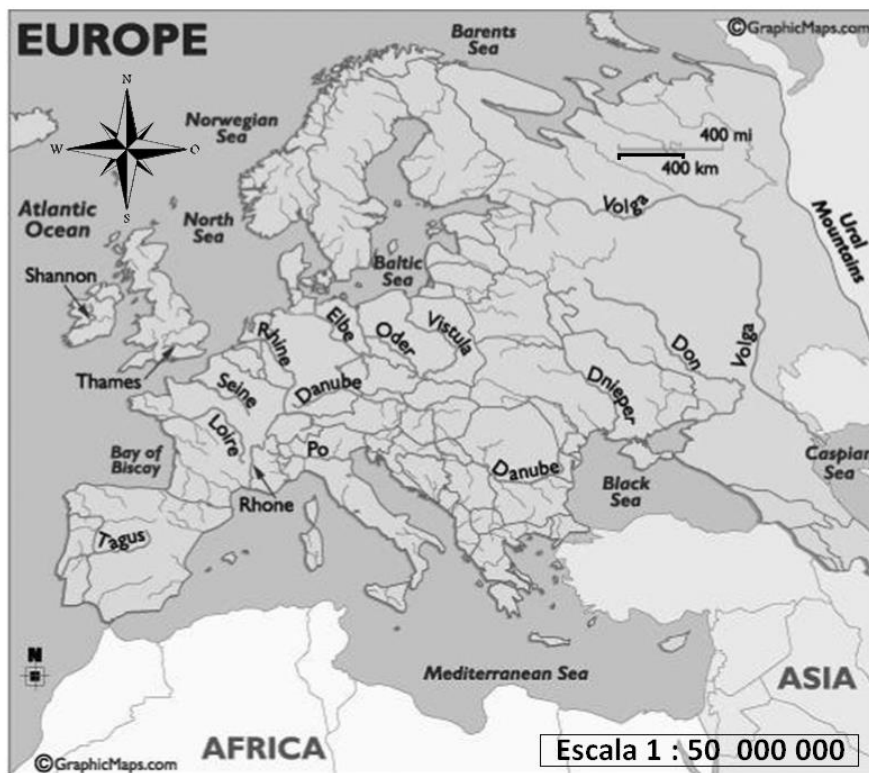 EUROPE
©GraphicMaps.com
Barents
Sea
N
W
O
S
Norwegian
Sea
400 mi
400 km
Atlantic
Ocean
North
Sea
Volga
Ural
Mountains
Baltic
Sea
Shannon
Thames
Rhine
Elbe
Oder
Vistula
Don
Volga
Seine
Danube
Dnieper
Loire
Po
Bay of
Biscay
Rhone
Danube
Black
Sea
Caspian
Sea
Tagus
N
Mediterranean Sea
ASIA
AFRICA
Escala 1 : 50 000 000
©GraphicMaps.com